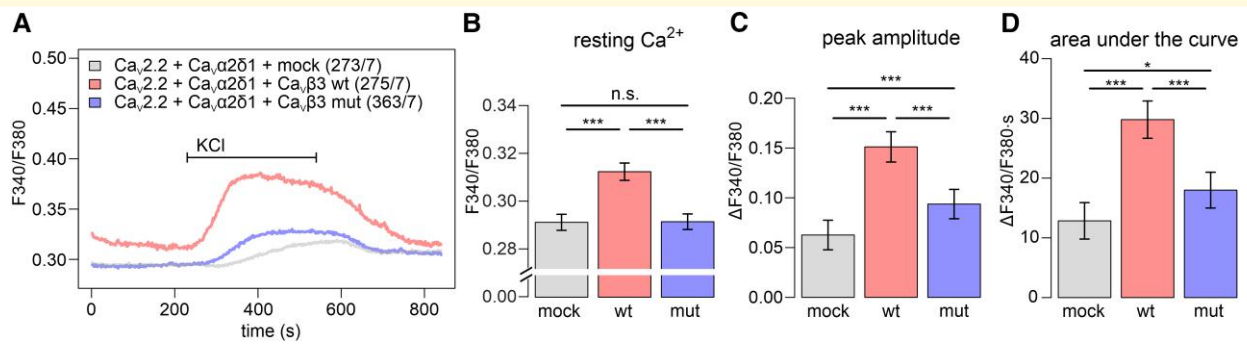 A
F340/F380
0.50
0.45
0.40
0.35
0.30
Caᵥ2.2 + Caᵥα2δ1 + mock (273/7)
Caᵥ2.2 + Caᵥα2δ1 + Caᵥβ3 wt (275/7)
Caᵥ2.2 + Caᵥα2δ1 + Caᵥβ3 mut (363/7)
KCl
0 200 400 600 800
time (s)
B
resting Ca²⁺
F340/F380
0.34
0.32
0.30
0.28
0.00
n.s.
*** ***
mock wt mut
C
peak amplitude
ΔF340/F380
0.20
0.15
0.10
0.05
0.00
***
*** ***
mock wt mut
D
area under the curve
ΔF340/F380·s
40
30
20
10
0
*
*** ***
mock wt mut